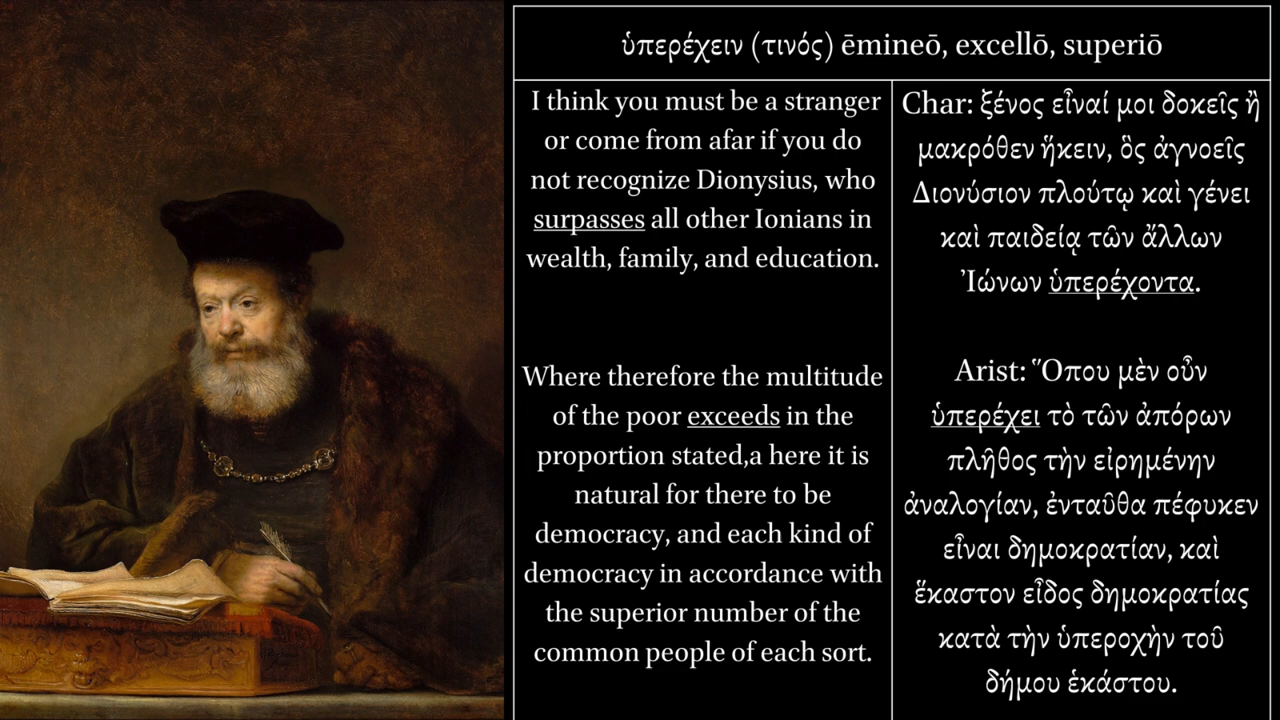 ὑπερέχειν (τινός) ēmineō, excellō, superiō
I think you must be a stranger
or come from afar if you do
not recognize Dionysius, who
surpasses all other Ionians in
wealth, family, and education.
Where therefore the multitude
of the poor exceeds in the
proportion stated,a here it is
natural for there to be
democracy, and each kind of
democracy in accordance with
the superior number of the
common people of each sort.
Char: ξένος εἶναί μοι δοκεῖς ἢ
μακρόθεν ἥκειν, ὃς ἀγνοεῖς
Διονύσιον πλούτῳ καὶ γένει
καὶ παιδείᾳ τῶν ἄλλων
Ἰώνων ὑπερέχοντα.
Arist: Ὅπου μὲν οὖν
ὑπερέχει τὸ τῶν ἀπόρων
πλῆθος τὴν εἰρημένην
ἀναλογίαν, ἐνταῦθα πέφυκεν
εἶναι δημοκρατίαν, καὶ
ἕκαστον εἶδος δημοκρατίας
κατὰ τὴν ὑπεροχὴν τοῦ
δήμου ἑκάστου.